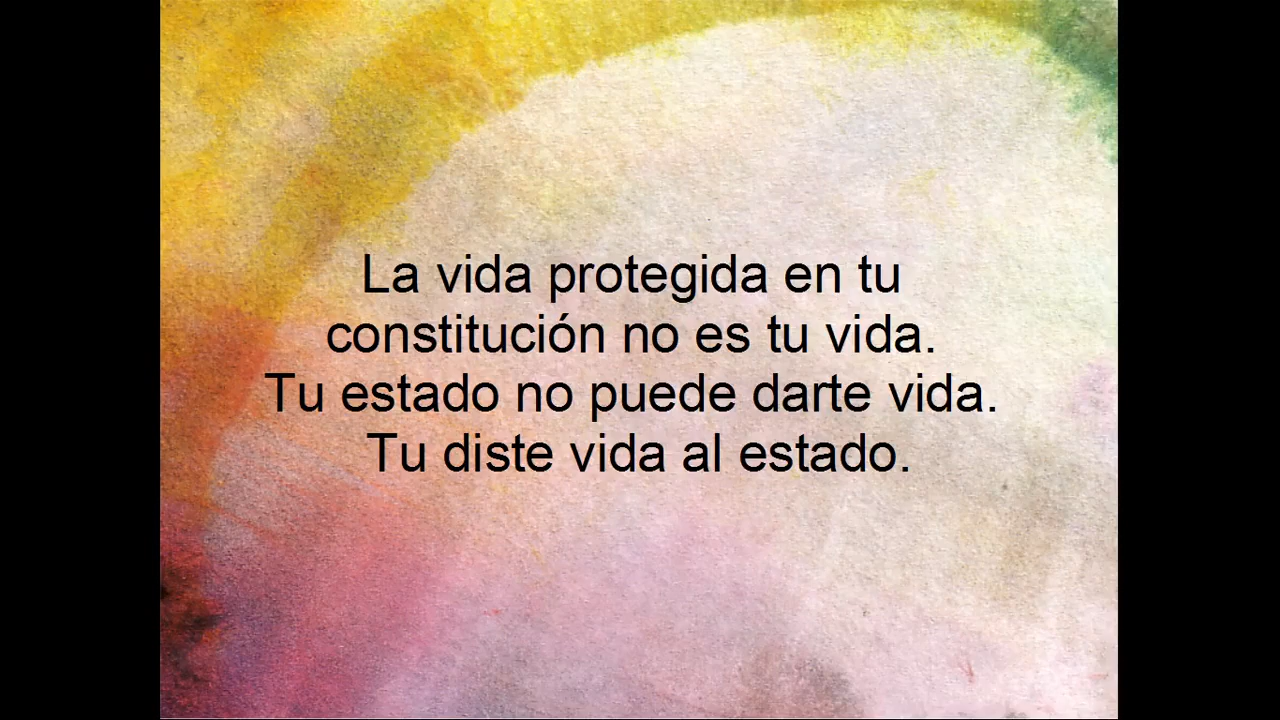 La vida protegida en tu
constitución no es tu vida.
Tu estado no puede darte vida.
Tu diste vida al estado.